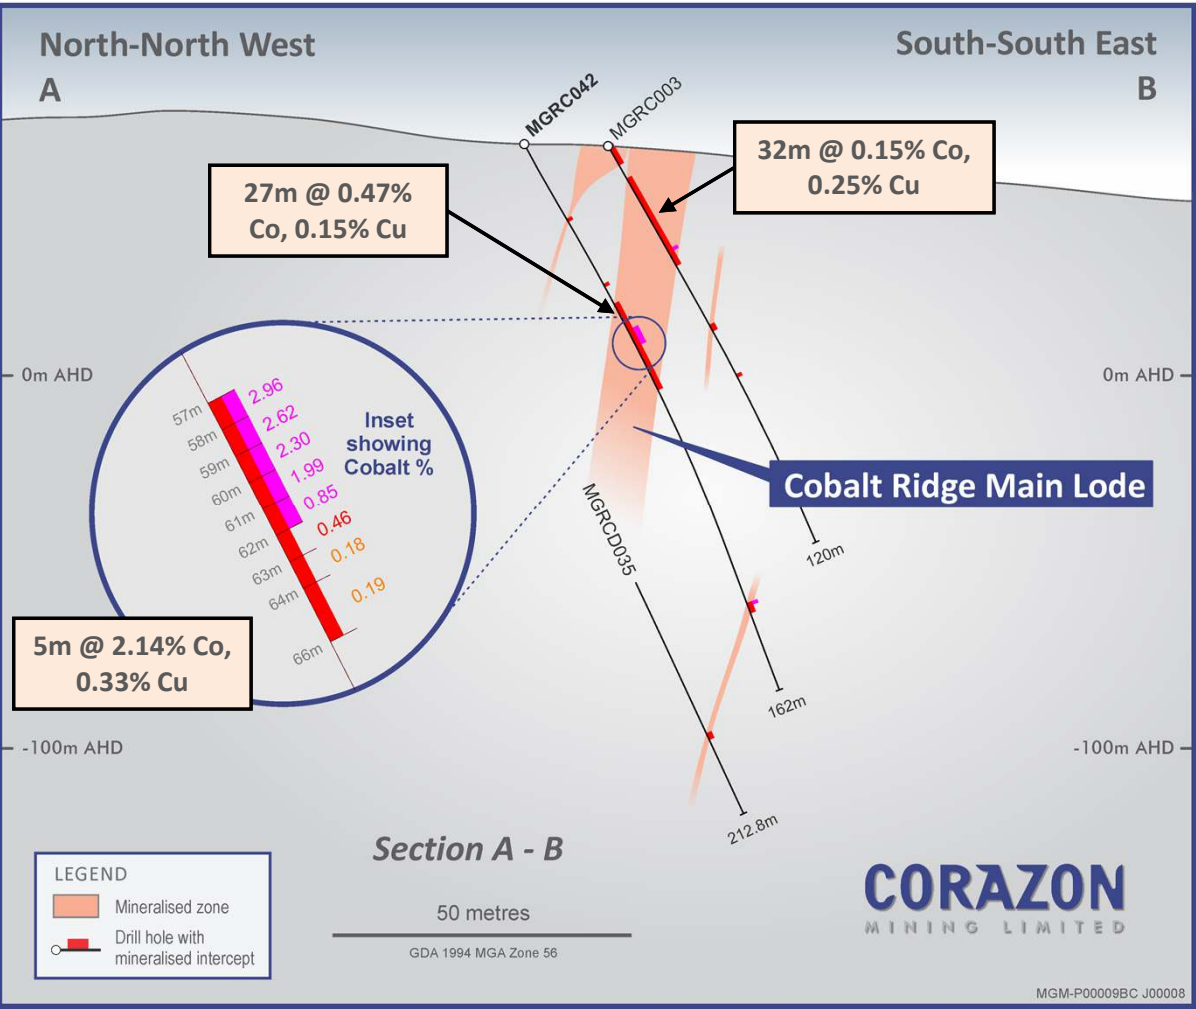 North-North West
A
South-South East
B
MGRC042
MGRC003
32m @ 0.15% Co,
0.25% Cu
27m @ 0.47%
Co, 0.15% Cu
0m AHD
0m AHD
57m
58m
59m
60m
61m
62m
63m
64m
66m
2.96
2.62
2.30
1.99
0.85
0.46
0.18
0.19
Inset
showing
Cobalt %
Cobalt Ridge Main Lode
MGRCD035
120m
5m @ 2.14% Co,
0.33% Cu
162m
-100m AHD
-100m AHD
212.8m
Section A - B
LEGEND
Mineralised zone
Drill hole with
mineralised intercept
50 metres
GDA 1994 MGA Zone 56
CORAZON
MINING LIMITED
MGM-P00009BC J00008